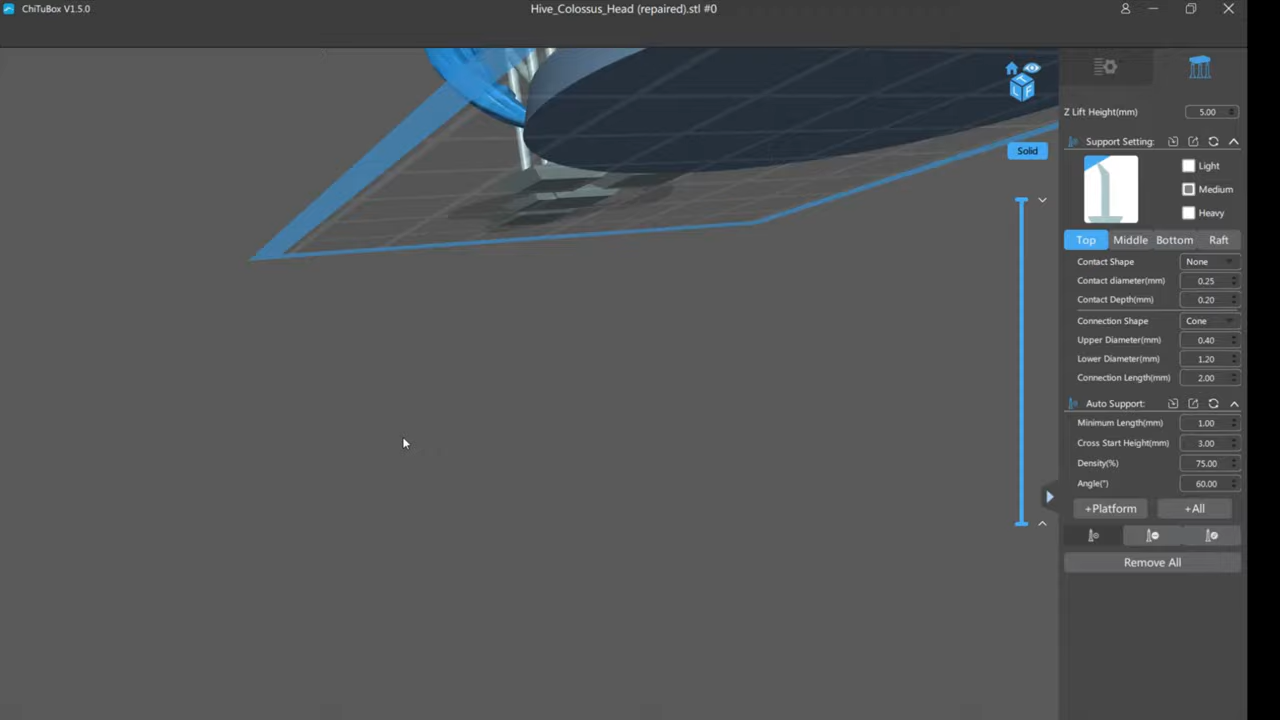 ChiTuBox V1.5.0
Hive_Colossus_Head (repaired).stl #0
Z Lift Height(mm) 5.00
Solid
Support Setting:
Light
Medium
Heavy
Top Middle Bottom Raft
Contact Shape None
Contact diameter(mm) 0.25
Contact Depth(mm) 0.20
Connection Shape Cone
Upper Diameter(mm) 0.40
Lower Diameter(mm) 1.20
Connection Length(mm) 2.00
Auto Support:
Minimum Length(mm) 1.00
Cross Start Height(mm) 3.00
Density(%) 75.00
Angle(°) 60.00
+Platform +All
Remove All